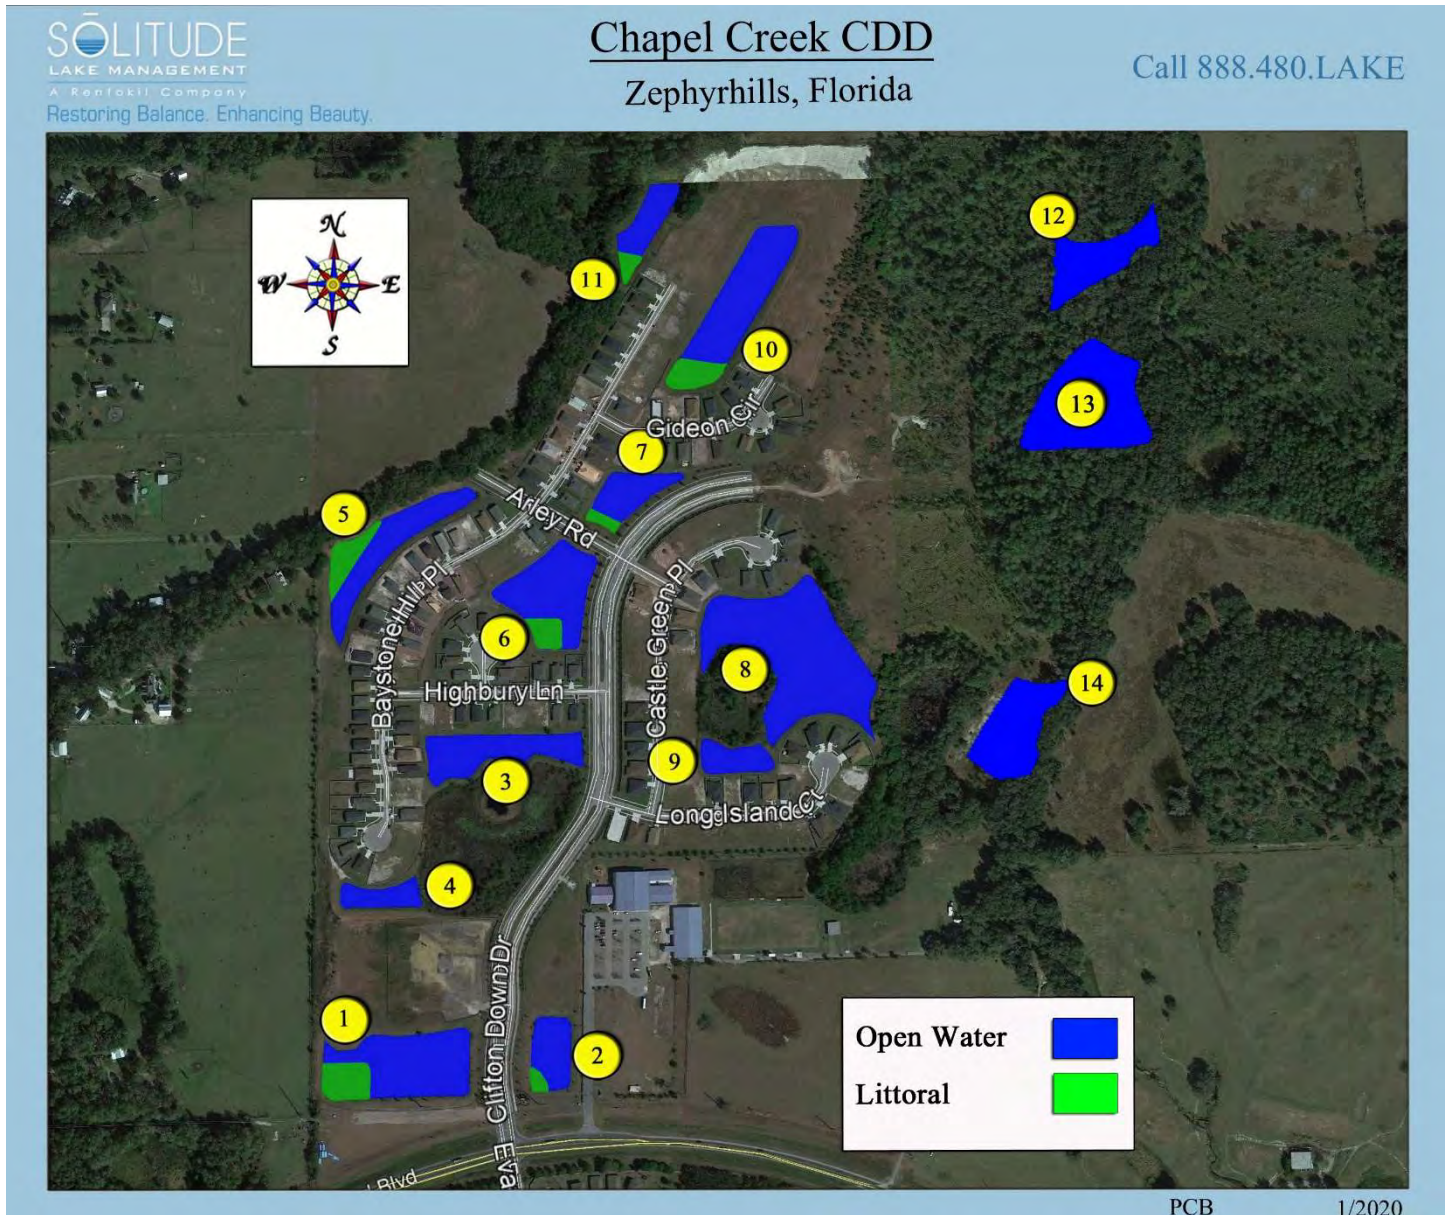 SŌLITUDE
LAKE MANAGEMENT
A Rentokil Company
Restoring Balance. Enhancing Beauty.
Chapel Creek CDD
Zephyrhills, Florida
Call 888.480.LAKE
N
W
E
S
12
11
10
13
Gideon Cir
7
5
Arley Rd
Baystone Hill Pl
Castle Green Pl
6
8
14
Highbury Ln
9
3
Long Island Ct
4
Clifton Down Dr
1
2
Open Water
Littoral
Eva
Blvd
PCB
1/2020